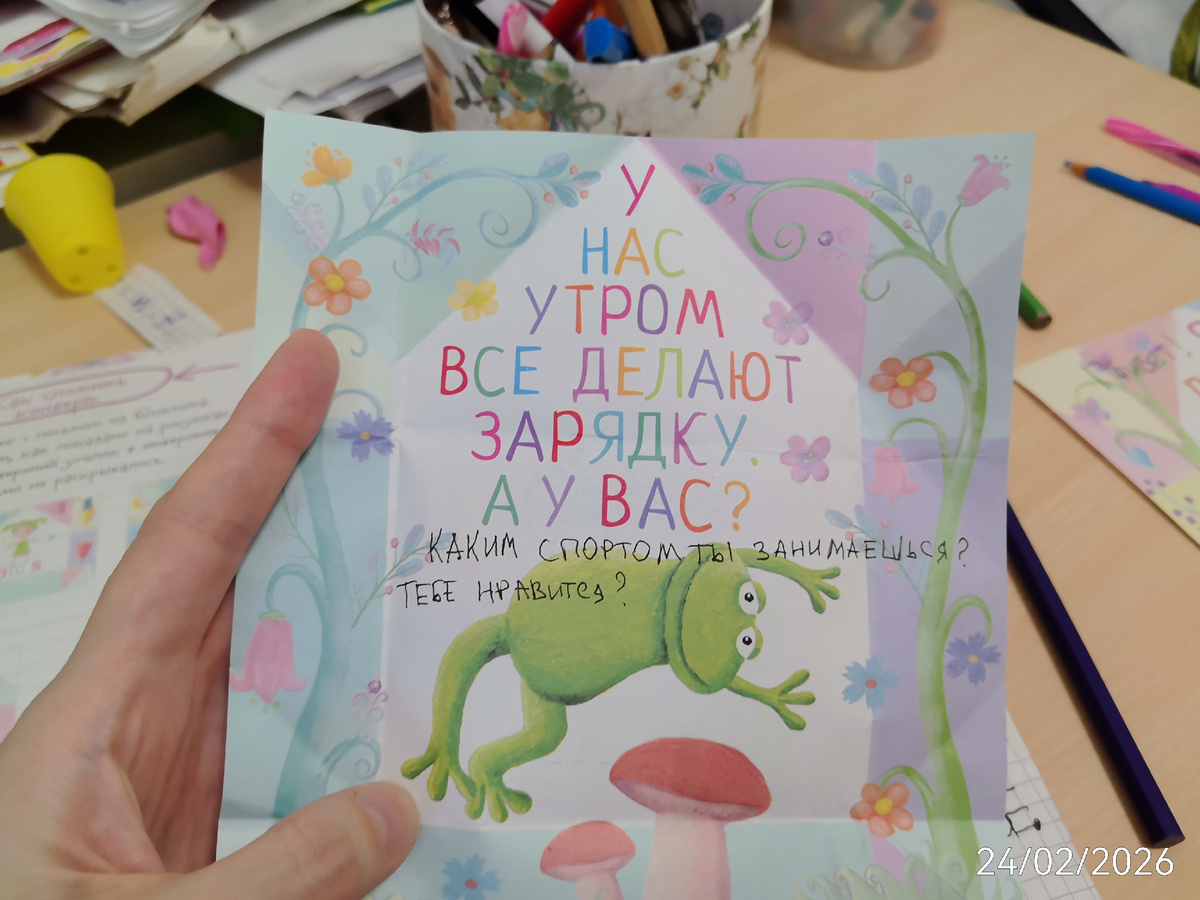 У
НАС
УТРОМ
ВСЕ ДЕЛАЮТ
ЗАРЯДКУ.
А У ВАС?
КАКИМ СПОРТОМ ТЫ ЗАНИМАЕШЬСЯ?
ТЕБЕ НРАВИТСЯ?
24/02/2026